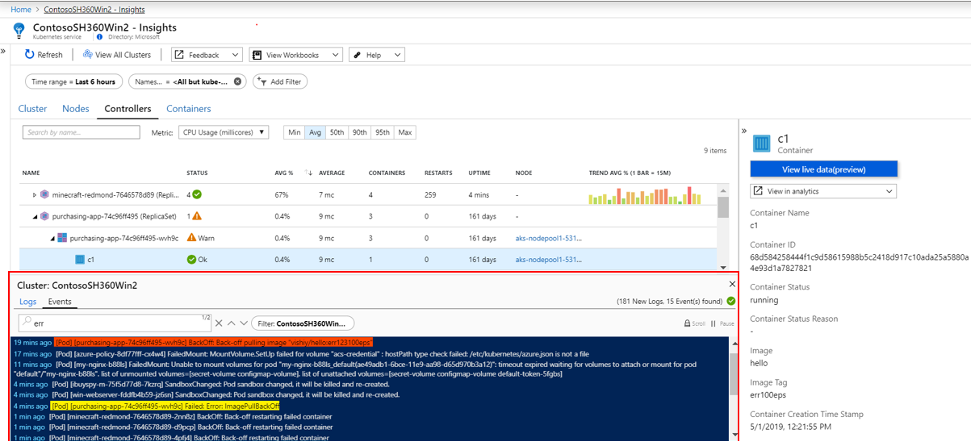 Home > ContosoSH360Win2 - Insights
ContosoSH360Win2 - Insights
Kubernetes service Directory: Microsoft
Refresh View All Clusters Feedback View Workbooks Help
Time range = Last 6 hours Names... = <All but kube-... Add Filter
Cluster Nodes Controllers Containers
Search by name... Metric: CPU Usage (millicores) Min Avg 50th 90th 95th Max
9 items
NAME STATUS AVG % AVERAGE CONTAINERS RESTARTS UPTIME NODE TREND AVG % (1 BAR = 15M)
minecraft-redmond-7646578d89 (Repli... 4 67% 7 mc 4 259 4 mins -
purchasing-app-74c96ff495 (ReplicaSet) 1 0.4% 9 mc 3 0 161 days -
purchasing-app-74c96ff495-wvh9c Warn 0.4% 9 mc 3 0 161 days aks-nodepool1-531...
c1 Ok 0.4% 9 mc 1 0 161 days aks-nodepool1-531...
Cluster: ContosoSH360Win2
Logs Events (181 New Logs. 15 Event(s) found)
err 1/2 Filter: ContosoSH360Win... Scroll Pause
19 mins ago [Pod] [purchasing-app-74c96ff495-wvh9c] BackOff: Back-off pulling image "vishiy/hello:err123100eps"
17 mins ago [Pod] [azure-policy-8df77fff-cx4w4] FailedMount: MountVolume.SetUp failed for volume "acs-credential" : hostPath type check failed: /etc/kubernetes/azure.json is not a file
11 mins ago [Pod] [my-nginx-b88ls] FailedMount: Unable to mount volumes for pod "my-nginx-b88ls_default(ae49adb1-6bce-11e9-aa98-d65d970b3a12)": timeout expired waiting for volumes to attach or mount for pod
"default"/"my-nginx-b88ls". list of unmounted volumes=[secret-volume configmap-volume]. list of unattached volumes=[secret-volume configmap-volume default-token-5fgbs]
4 mins ago [Pod] [ibuyspy-m-75f5d77d8-7lczrq] SandboxChanged: Pod sandbox changed, it will be killed and re-created.
4 mins ago [Pod] [win-webserver-fddfb4b59-jz6sn] SandboxChanged: Pod sandbox changed, it will be killed and re-created.
4 mins ago [Pod] [purchasing-app-74c96ff495-wvh9c] Failed: Error: ImagePullBackOff
1 min ago [Pod] [minecraft-redmond-7646578d89-2nn8z] BackOff: Back-off restarting failed container
1 min ago [Pod] [minecraft-redmond-7646578d89-d9pcp] BackOff: Back-off restarting failed container
1 min ago [Pod] [minecraft-redmond-7646578d89-4pfj4] BackOff: Back-off restarting failed container
c1
Container
View live data(preview)
View in analytics
Container Name
c1
Container ID
68d584258444f1c9d58615988b5c2418d917c10ada25a5880a
4e93d1a7827821
Container Status
running
Container Status Reason
-
Image
hello
Image Tag
err100eps
Container Creation Time Stamp
5/1/2019, 12:21:55 PM